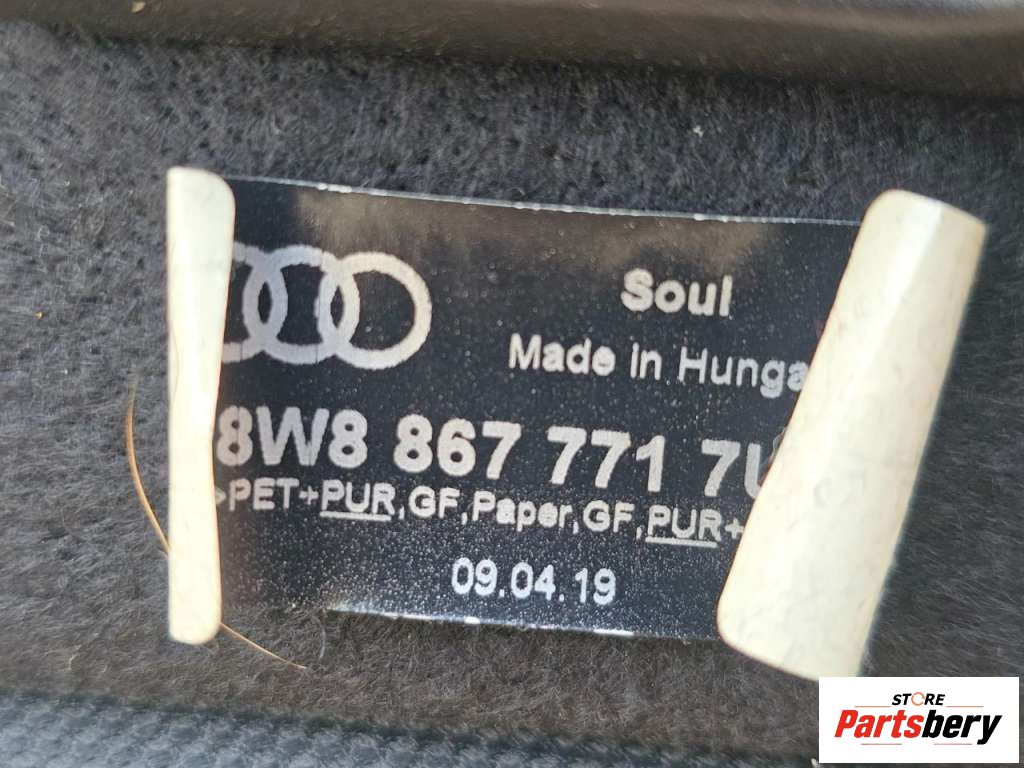 Soul
Made in Hunga
8W8 867 771 7U
>PET+PUR,GF,Paper,GF,PUR+
09.04.19
STORE
Partsbery